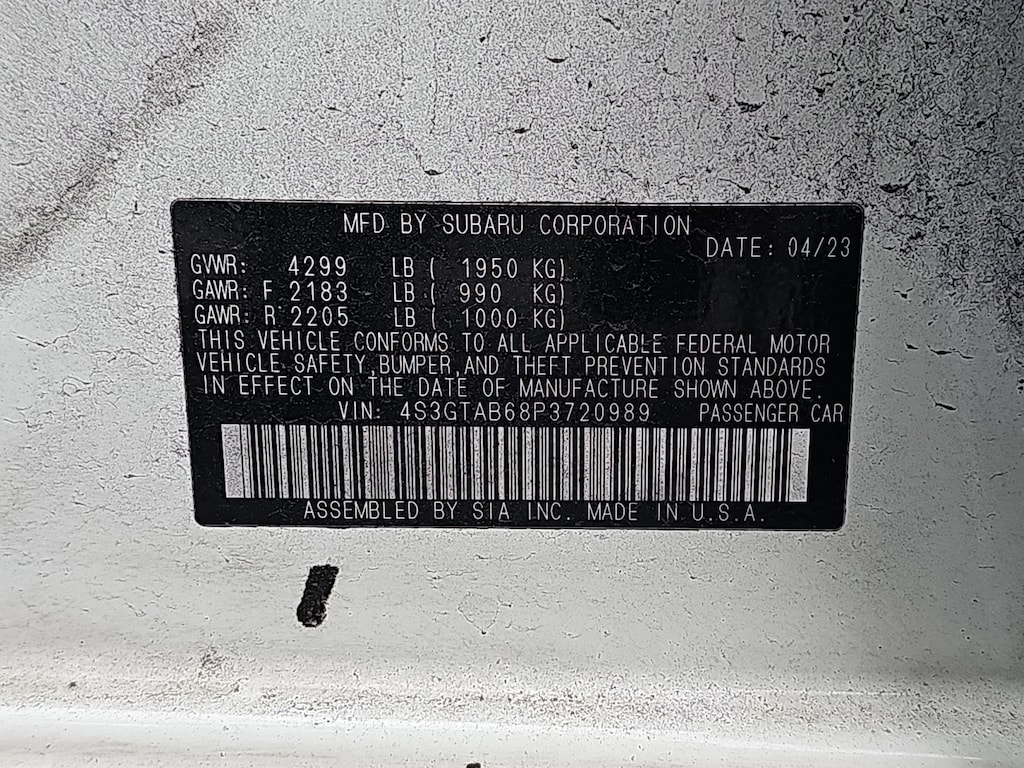 MFD BY SUBARU CORPORATION
DATE: 04/23
GVWR: 4299 LB ( 1950 KG)
GAWR: F 2183 LB ( 990 KG)
GAWR: R 2205 LB ( 1000 KG)
THIS VEHICLE CONFORMS TO ALL APPLICABLE FEDERAL MOTOR
VEHICLE SAFETY, BUMPER, AND THEFT PREVENTION STANDARDS
IN EFFECT ON THE DATE OF MANUFACTURE SHOWN ABOVE.
VIN: 4S3GTAB68P3720989 PASSENGER CAR
ASSEMBLED BY SIA INC. MADE IN U.S.A.